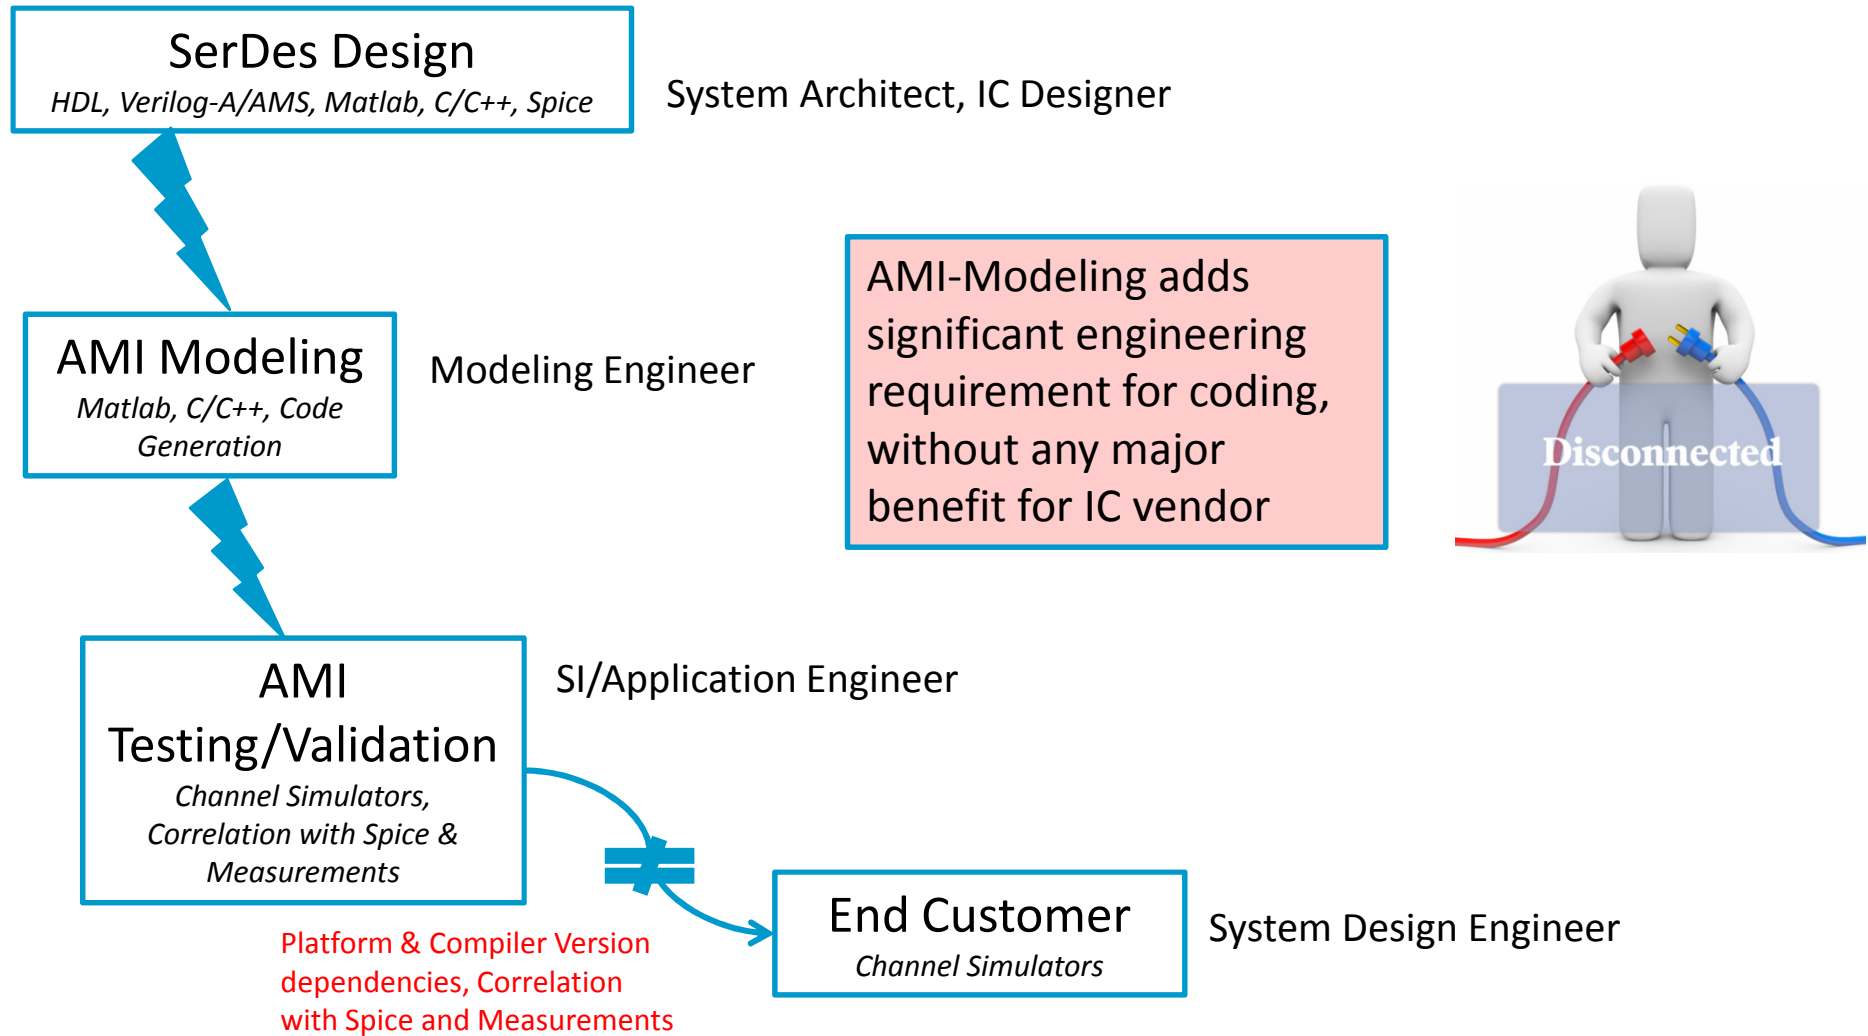 SerDes Design
HDL, Verilog-A/AMS, Matlab, C/C++, Spice
System Architect, IC Designer
AMI Modeling
Matlab, C/C++, Code
Generation
Modeling Engineer
AMI-Modeling adds
significant engineering
requirement for coding,
without any major
benefit for IC vendor
Disconnected
AMI
Testing/Validation
Channel Simulators,
Correlation with Spice &
Measurements
SI/Application Engineer
Platform & Compiler Version
dependencies, Correlation
with Spice and Measurements
End Customer
Channel Simulators
System Design Engineer